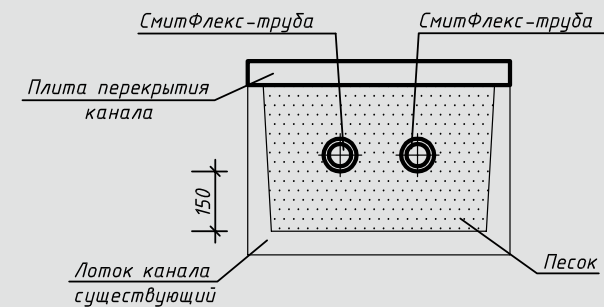 СмитФлекс-труба
СмитФлекс-труба
Плита перекрытия
канала
150
Лоток канала
существующий
Песок